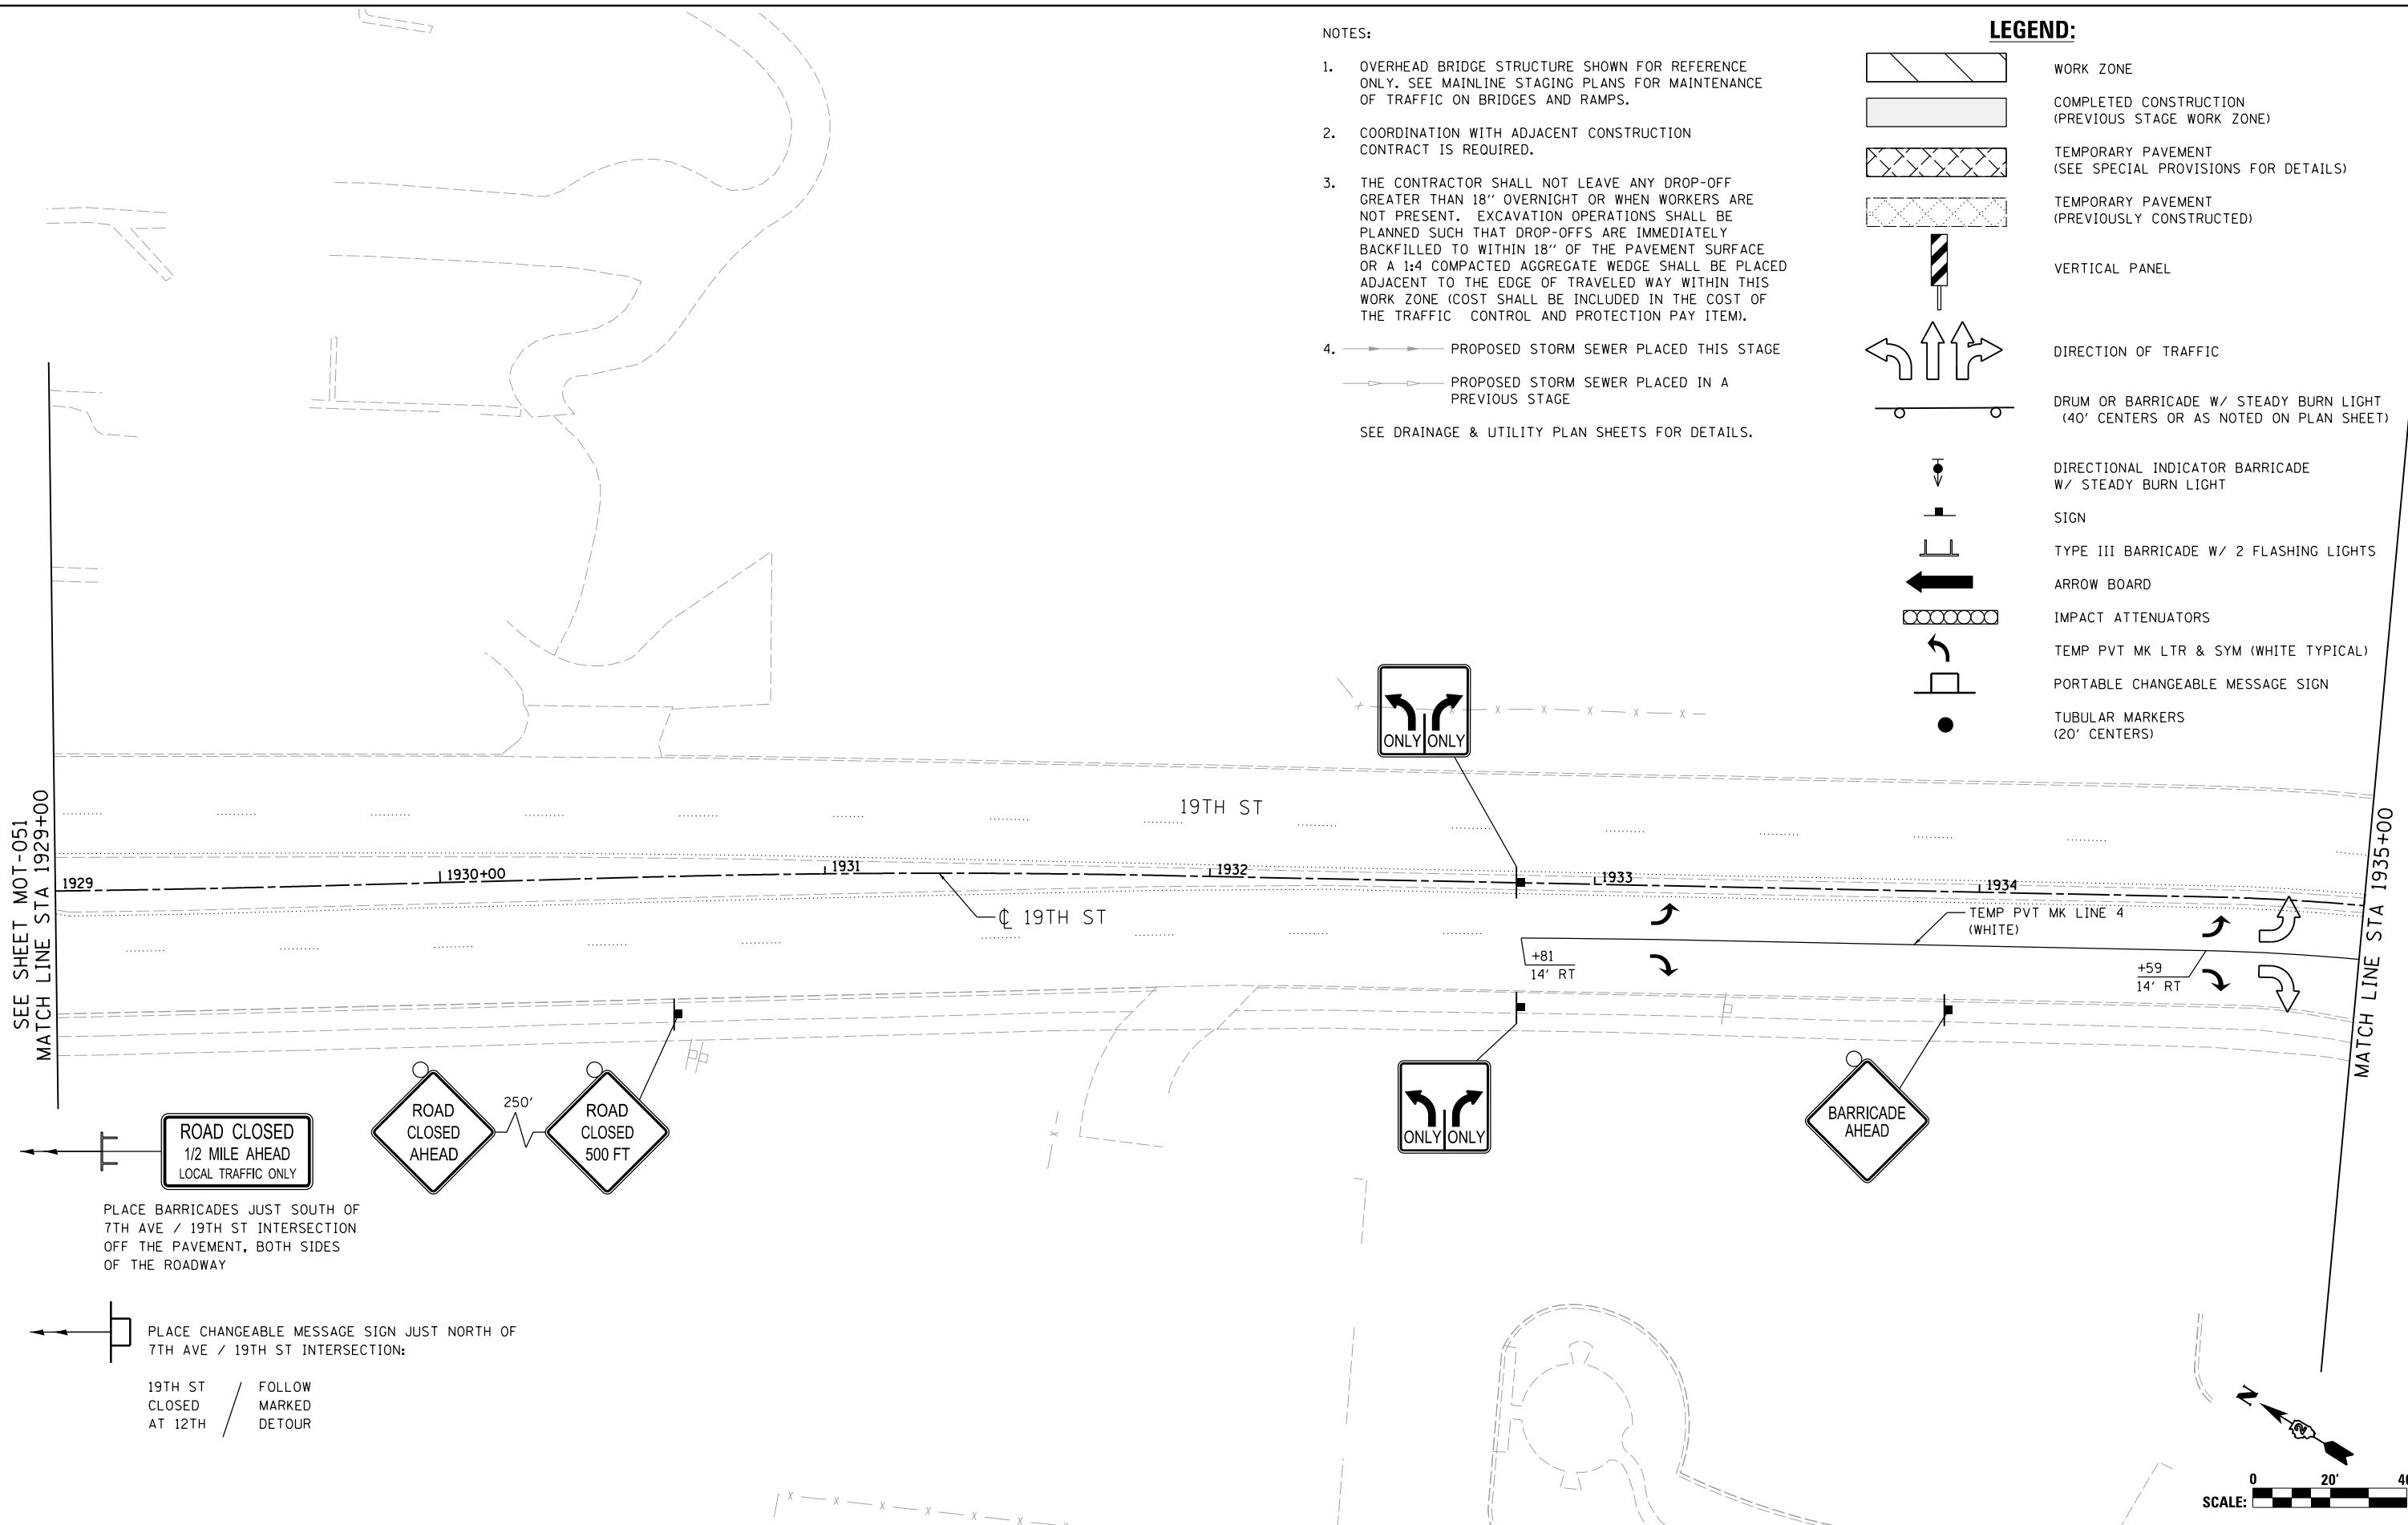 NOTES:
1. OVERHEAD BRIDGE STRUCTURE SHOWN FOR REFERENCE
ONLY. SEE MAINLINE STAGING PLANS FOR MAINTENANCE
OF TRAFFIC ON BRIDGES AND RAMPS.
2. COORDINATION WITH ADJACENT CONSTRUCTION
CONTRACT IS REQUIRED.
3. THE CONTRACTOR SHALL NOT LEAVE ANY DROP-OFF
GREATER THAN 18" OVERNIGHT OR WHEN WORKERS ARE
NOT PRESENT. EXCAVATION OPERATIONS SHALL BE
PLANNED SUCH THAT DROP-OFFS ARE IMMEDIATELY
BACKFILLED TO WITHIN 18" OF THE PAVEMENT SURFACE
OR A 1:4 COMPACTED AGGREGATE WEDGE SHALL BE PLACED
ADJACENT TO THE EDGE OF TRAVELED WAY WITHIN THIS
WORK ZONE (COST SHALL BE INCLUDED IN THE COST OF
THE TRAFFIC CONTROL AND PROTECTION PAY ITEM).
4. PROPOSED STORM SEWER PLACED THIS STAGE
PROPOSED STORM SEWER PLACED IN A
PREVIOUS STAGE
SEE DRAINAGE & UTILITY PLAN SHEETS FOR DETAILS.
LEGEND:
WORK ZONE
COMPLETED CONSTRUCTION
(PREVIOUS STAGE WORK ZONE)
TEMPORARY PAVEMENT
(SEE SPECIAL PROVISIONS FOR DETAILS)
TEMPORARY PAVEMENT
(PREVIOUSLY CONSTRUCTED)
VERTICAL PANEL
DIRECTION OF TRAFFIC
DRUM OR BARRICADE W/ STEADY BURN LIGHT
(40' CENTERS OR AS NOTED ON PLAN SHEET)
DIRECTIONAL INDICATOR BARRICADE
W/ STEADY BURN LIGHT
SIGN
TYPE III BARRICADE W/ 2 FLASHING LIGHTS
ARROW BOARD
IMPACT ATTENUATORS
TEMP PVT MK LTR & SYM (WHITE TYPICAL)
PORTABLE CHANGEABLE MESSAGE SIGN
TUBULAR MARKERS
(20' CENTERS)
SEE SHEET MOT-051
MATCH LINE STA 1929+00
ONLY ONLY
19TH ST
1929
1930+00
1931
1932
1933
1934
℄ 19TH ST
TEMP PVT MK LINE 4
(WHITE)
+81
14' RT
+59
14' RT
MATCH LINE STA 1935+00
ROAD CLOSED
1/2 MILE AHEAD
LOCAL TRAFFIC ONLY
ROAD
CLOSED
AHEAD
250'
ROAD
CLOSED
500 FT
ONLY ONLY
BARRICADE
AHEAD
PLACE BARRICADES JUST SOUTH OF
7TH AVE / 19TH ST INTERSECTION
OFF THE PAVEMENT, BOTH SIDES
OF THE ROADWAY
PLACE CHANGEABLE MESSAGE SIGN JUST NORTH OF
7TH AVE / 19TH ST INTERSECTION:
19TH ST / FOLLOW
CLOSED MARKED
AT 12TH DETOUR
N
SCALE: 0 20'